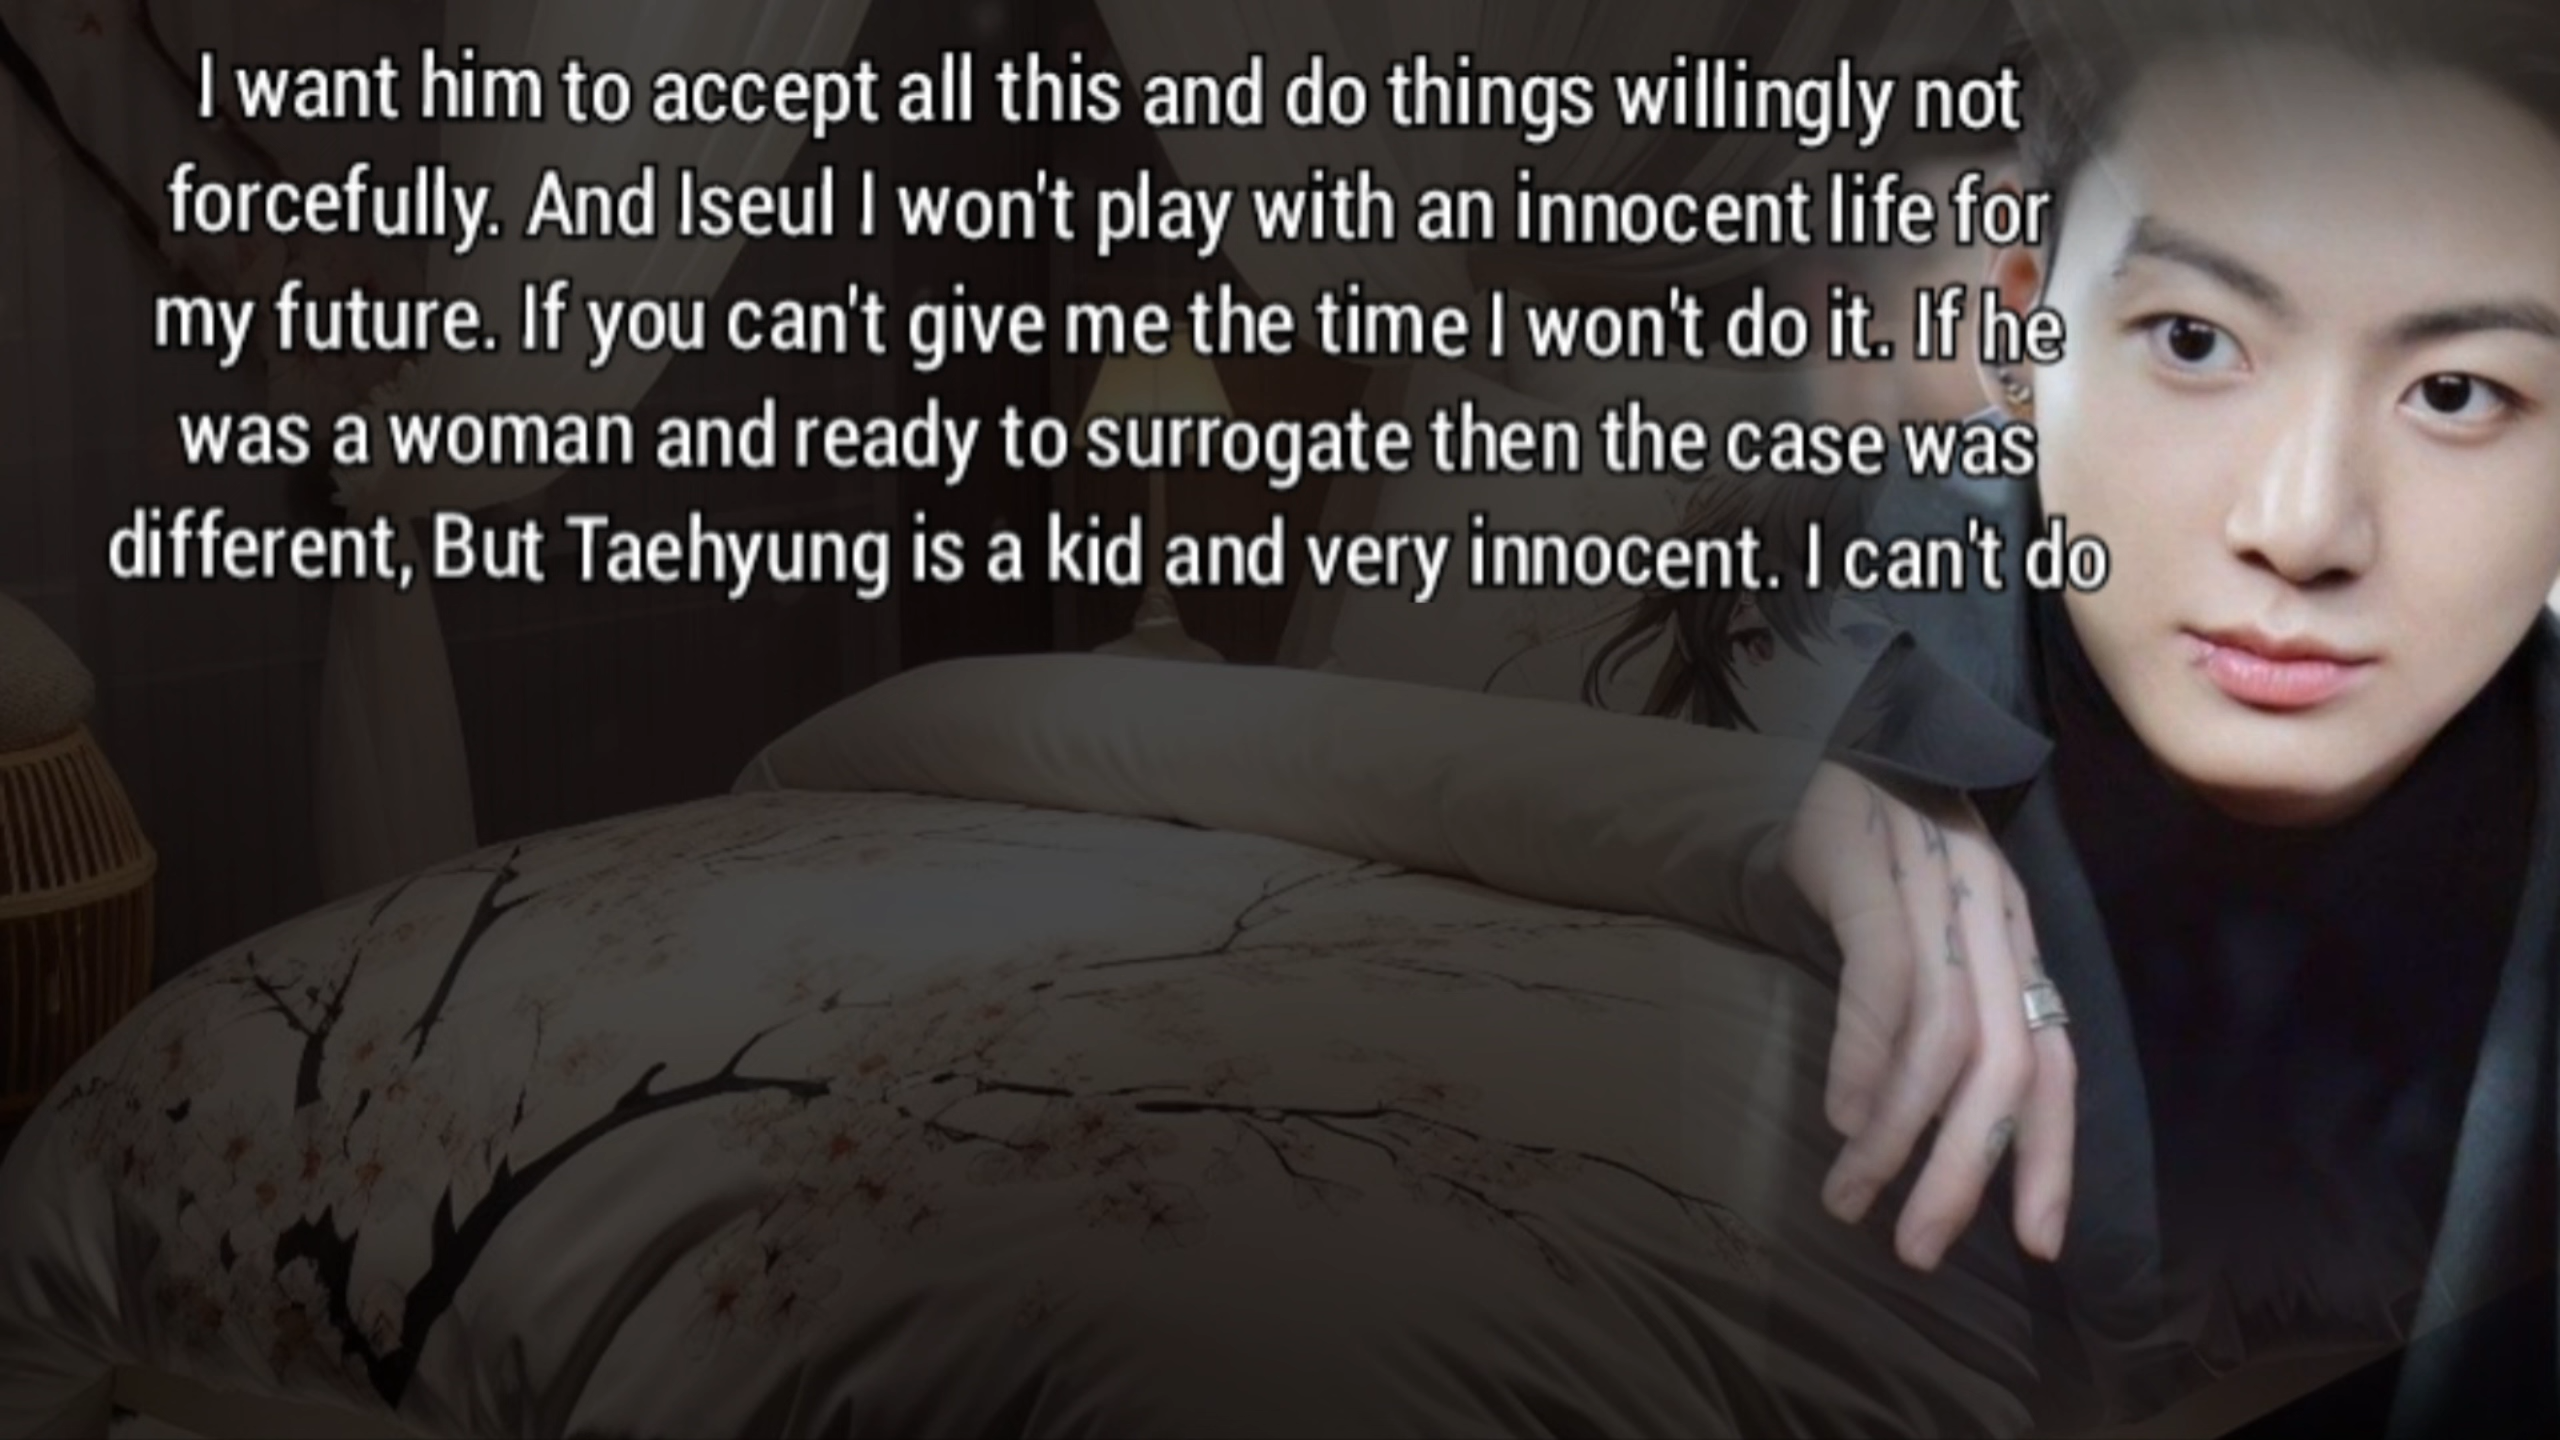 I want him to accept all this and do things willingly not
forcefully. And Iseul I won't play with an innocent life for
my future. If you can't give me the time I won't do it. If he
was a woman and ready to surrogate then the case was
different, But Taehyung is a kid and very innocent. I can't do